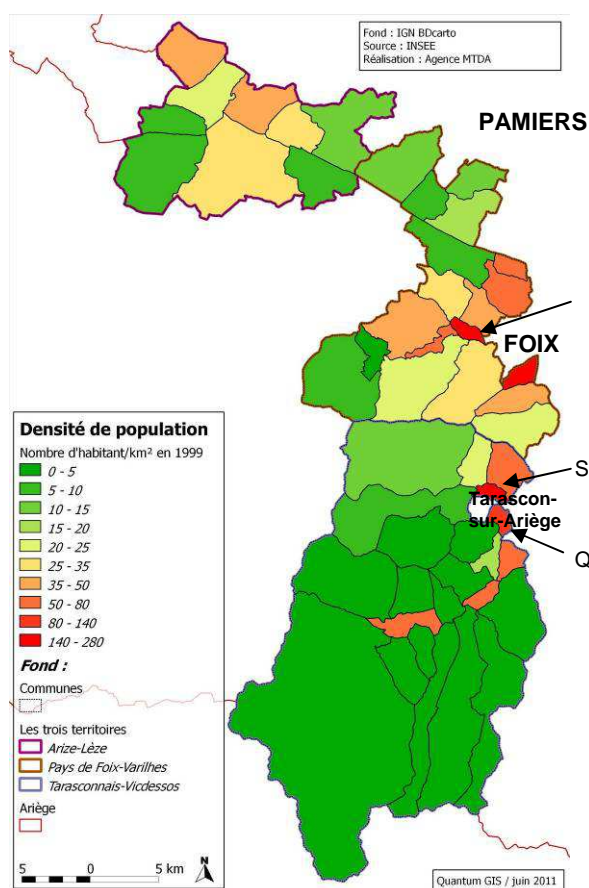 Fond : IGN BDcarto
Source : INSEE
Réalisation : Agence MTDA
PAMIERS
FOIX
S
Tarascon-
sur-Ariège
Q
Densité de population
Nombre d'habitant/km² en 1999
0 - 5
5 - 10
10 - 15
15 - 20
20 - 25
25 - 35
35 - 50
50 - 80
80 - 140
140 - 280
Fond :
Communes
Les trois territoires
Arize-Lèze
Pays de Foix-Varilhes
Tarasconnais-Vicdessos
Ariège
5 0 5 km
N
Quantum GIS / juin 2011